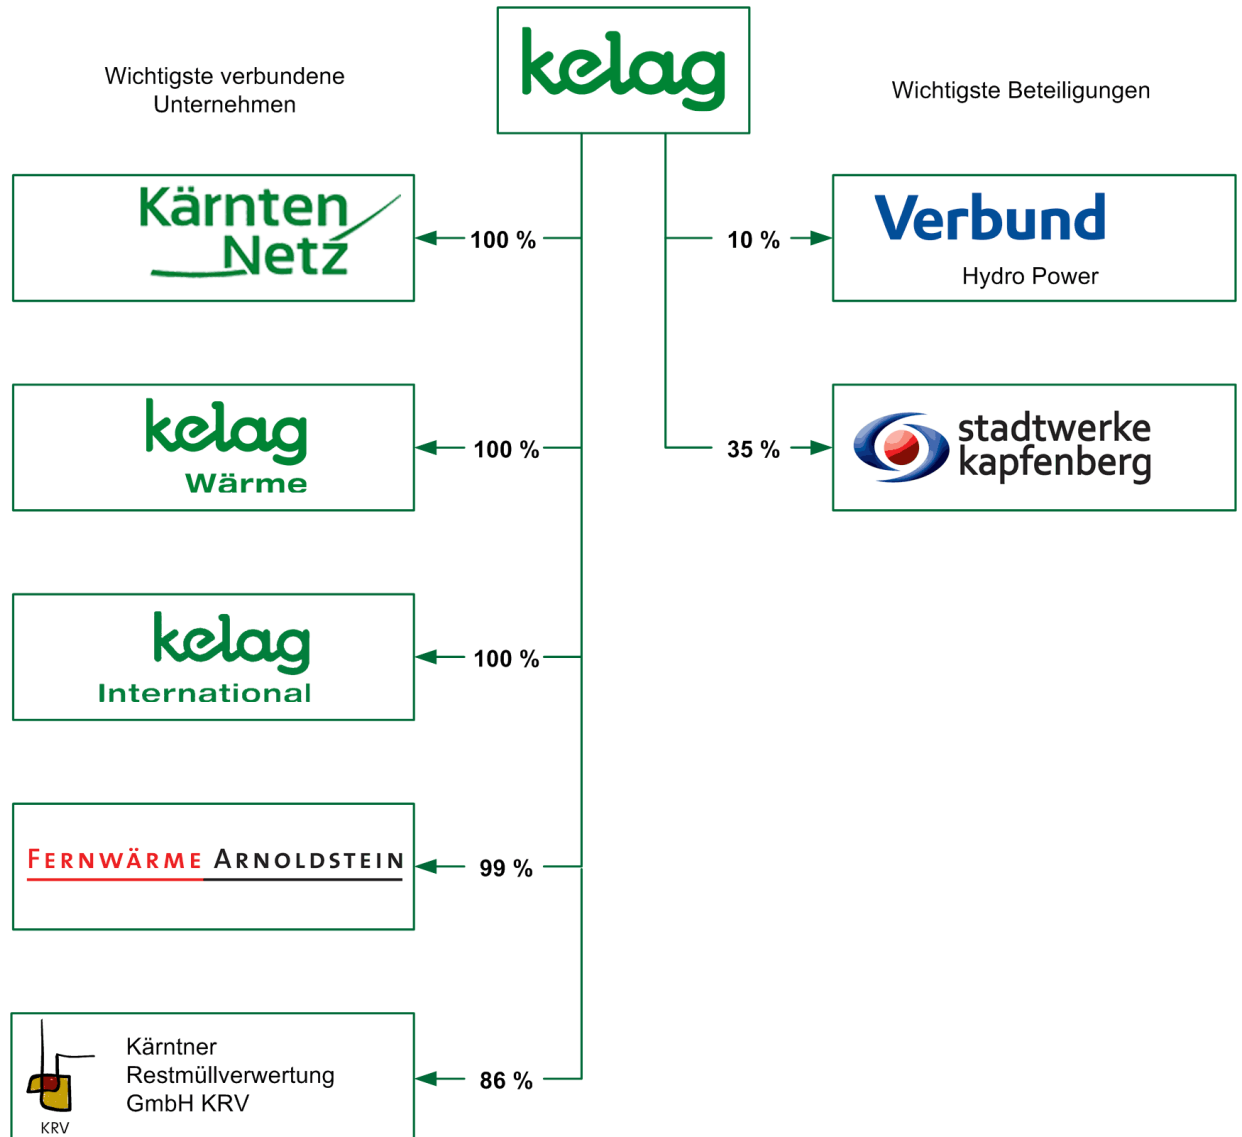 kelag
Wichtigste verbundene
Unternehmen
Wichtigste Beteiligungen
Kärnten
Netz
100 %
10 %
Verbund
Hydro Power
kelag
Wärme
100 %
35 %
stadtwerke
kapfenberg
kelag
International
100 %
FERNWÄRME ARNOLDSTEIN
99 %
Kärntner
Restmüllverwertung
GmbH KRV
KRV
86 %